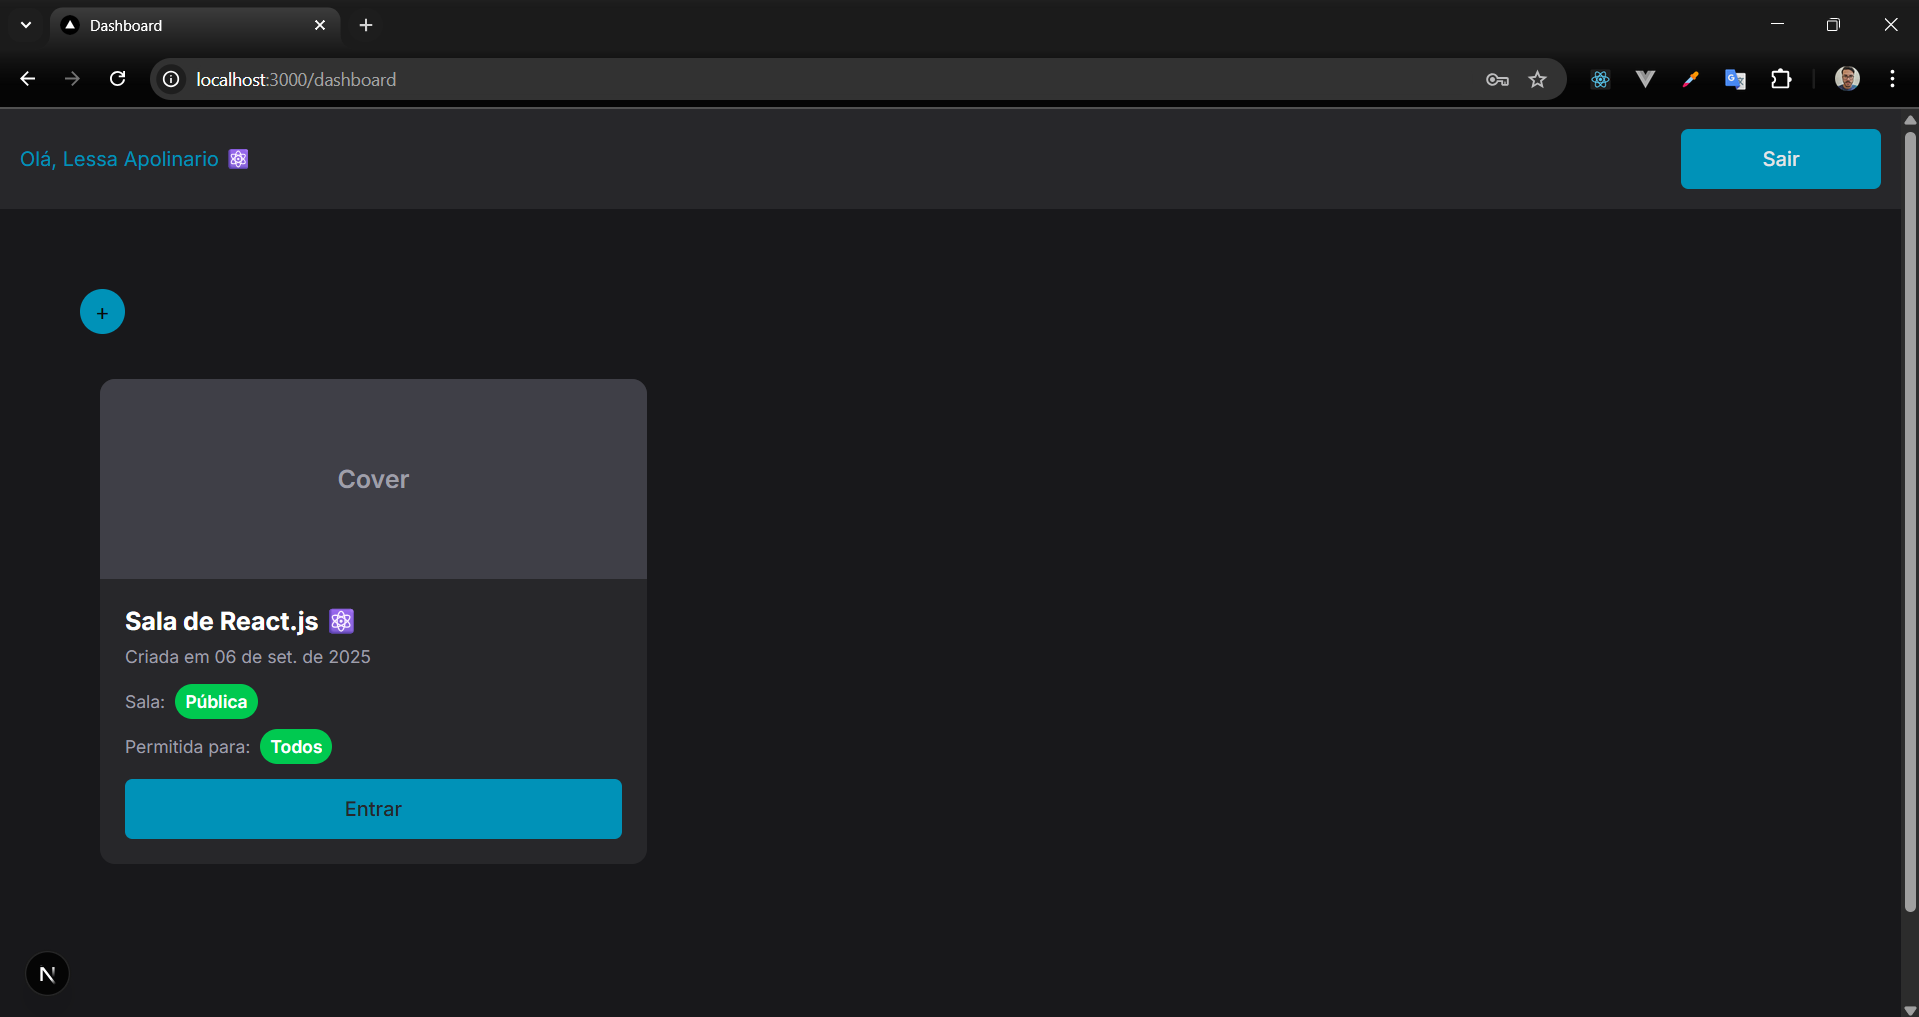 Dashboard
localhost:3000/dashboard
Olá, Lessa Apolinario ⚛
Sair
+
Cover
Sala de React.js ⚛
Criada em 06 de set. de 2025
Sala: Pública
Permitida para: Todos
Entrar
N